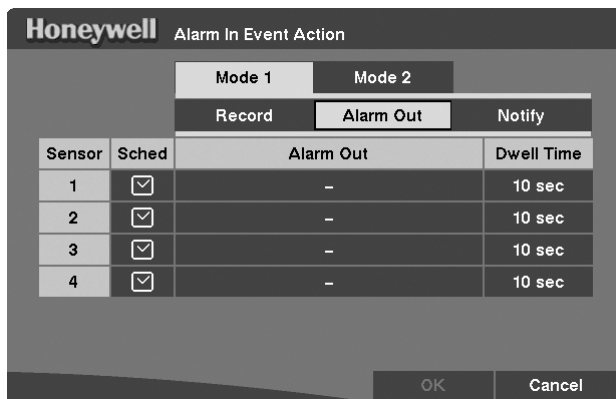 Honeywell Alarm In Event Action
Mode 1 Mode 2
Record Alarm Out Notify
Sensor Sched Alarm Out Dwell Time
1 – 10 sec
2 – 10 sec
3 – 10 sec
4 – 10 sec
OK Cancel